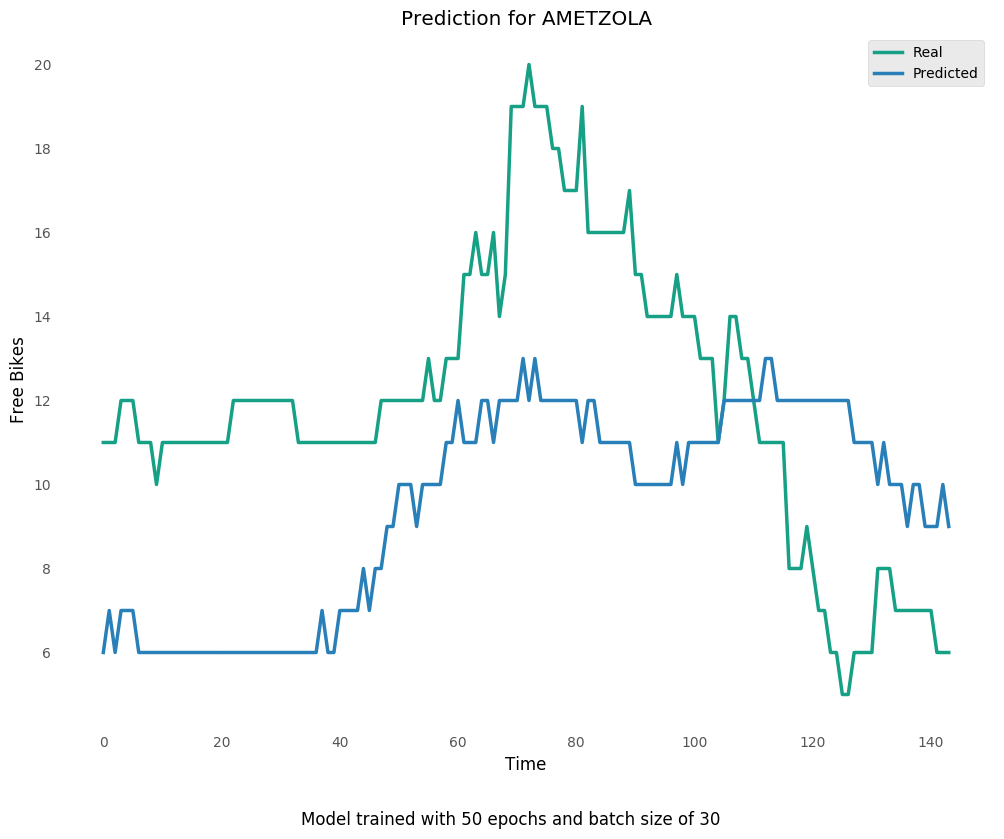 Prediction for AMETZOLA
Real
Predicted
20
18
16
14
12
10
8
6
Free Bikes
0 20 40 60 80 100 120 140
Time
Model trained with 50 epochs and batch size of 30